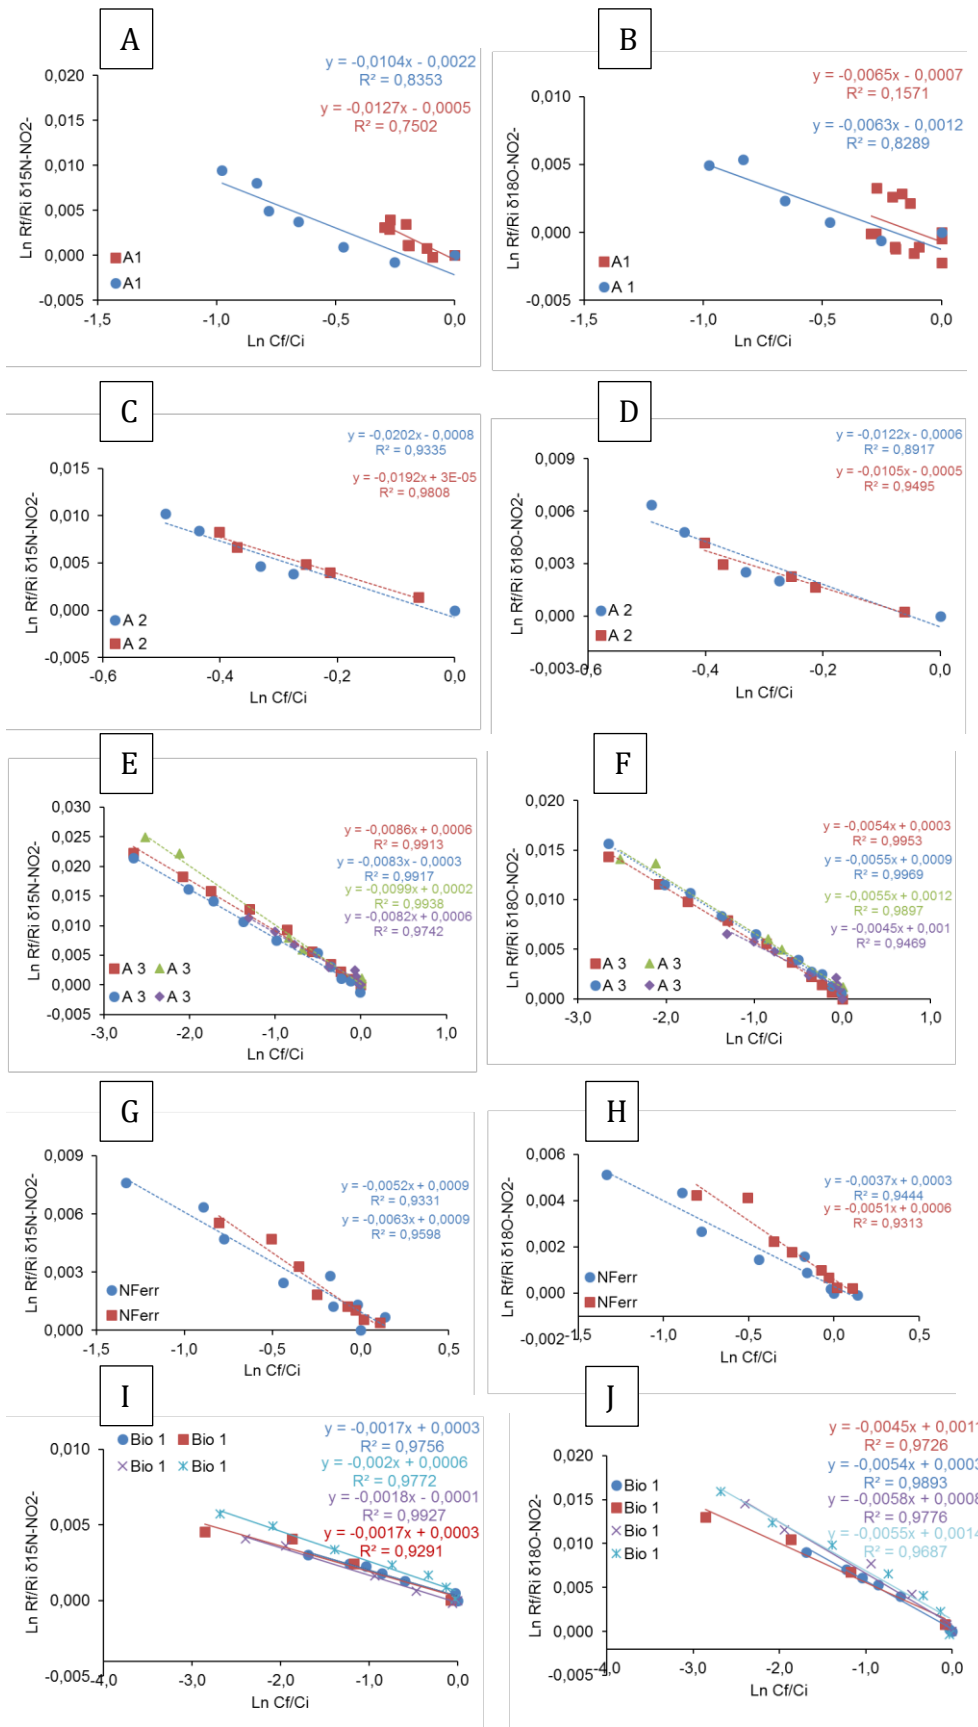 A
y = -0,0104x - 0,0022
R² = 0,8353
y = -0,0127x - 0,0005
R² = 0,7502
0,020
0,015
0,010
0,005
0,000
-0,005
-1,5
-1,0
-0,5
0,0
Ln Rf/Ri δ15N-NO2-
Ln Cf/Ci
A1
A1
B
y = -0,0065x - 0,0007
R² = 0,1571
y = -0,0063x - 0,0012
R² = 0,8289
0,010
0,005
0,000
-0,005
-1,5
-1,0
-0,5
0,0
Ln Rf/Ri δ18O-NO2-
Ln Cf/Ci
A1
A 1
C
y = -0,0202x - 0,0008
R² = 0,9335
y = -0,0192x + 3E-05
R² = 0,9808
0,015
0,010
0,005
0,000
-0,005
-0,6
-0,4
-0,2
0,0
Ln Rf/Ri δ15N-NO2-
Ln Cf/Ci
A 2
A 2
D
y = -0,0122x - 0,0006
R² = 0,8917
y = -0,0105x - 0,0005
R² = 0,9495
0,009
0,006
0,003
0,000
-0,003
-0,6
-0,4
-0,2
0,0
Ln Rf/Ri δ18O-NO2-
Ln Cf/Ci
A 2
A 2
E
y = -0,0086x + 0,0006
R² = 0,9913
y = -0,0083x - 0,0003
R² = 0,9917
y = -0,0099x + 0,0002
R² = 0,9938
y = -0,0082x + 0,0006
R² = 0,9742
0,030
0,025
0,020
0,015
0,010
0,005
0,000
-0,005
-3,0
-2,0
-1,0
0,0
1,0
Ln Rf/Ri δ15N-NO2-
Ln Cf/Ci
A 3 A 3
A 3 A 3
F
y = -0,0054x + 0,0003
R² = 0,9953
y = -0,0055x + 0,0009
R² = 0,9969
y = -0,0055x + 0,0012
R² = 0,9897
y = -0,0045x + 0,001
R² = 0,9469
0,020
0,015
0,010
0,005
0,000
-3,0
-2,0
-1,0
0,0
1,0
Ln Rf/Ri δ18O-NO2-
Ln Cf/Ci
A 3 A 3
A 3 A 3
G
y = -0,0052x + 0,0009
R² = 0,9331
y = -0,0063x + 0,0009
R² = 0,9598
0,009
0,006
0,003
0,000
-1,5
-1,0
-0,5
0,0
0,5
Ln Rf/Ri δ15N-NO2-
Ln Cf/Ci
NFerr
NFerr
H
y = -0,0037x + 0,0003
R² = 0,9444
y = -0,0051x + 0,0006
R² = 0,9313
0,006
0,004
0,002
0,000
-0,002
-1,5
-1,0
-0,5
0,0
0,5
Ln Rf/Ri δ18O-NO2-
Ln Cf/Ci
NFerr
NFerr
I
Bio 1 Bio 1
Bio 1 Bio 1
y = -0,0017x + 0,0003
R² = 0,9756
y = -0,002x + 0,0006
R² = 0,9772
y = -0,0018x - 0,0001
R² = 0,9927
y = -0,0017x + 0,0003
R² = 0,9291
0,010
0,005
0,000
-0,005
-4,0
-3,0
-2,0
-1,0
0,0
Ln Rf/Ri δ15N-NO2-
Ln Cf/Ci
J
y = -0,0045x + 0,0011
R² = 0,9726
y = -0,0054x + 0,0003
R² = 0,9893
y = -0,0058x + 0,0008
R² = 0,9776
y = -0,0055x + 0,0014
R² = 0,9687
0,020
0,015
0,010
0,005
0,000
-0,005
-4,0
-3,0
-2,0
-1,0
0,0
Ln Rf/Ri δ18O-NO2-
Ln Cf/Ci
Bio 1
Bio 1
Bio 1
Bio 1